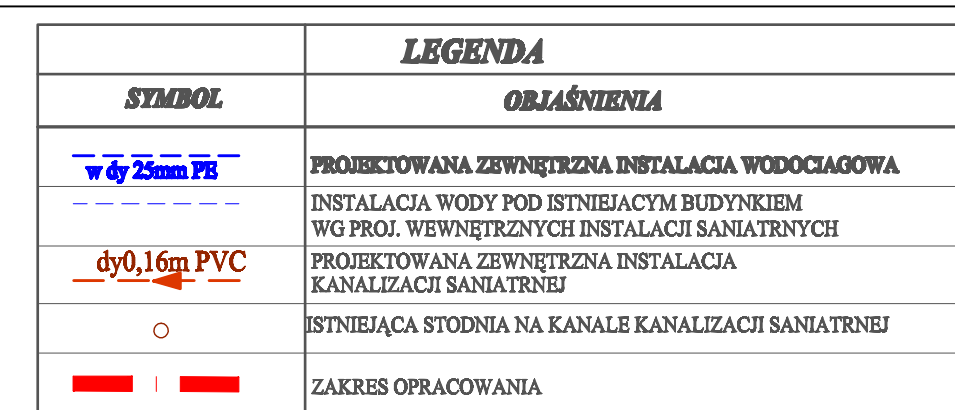 LEGENDA
SYMBOL OBJAŚNIENIA
w dy 25mm PE PROJEKTOWANA ZEWNĘTRZNA INSTALACJA WODOCIAGOWA
INSTALACJA WODY POD ISTNIEJACYM BUDYNKIEM
WG PROJ. WEWNĘTRZNYCH INSTALACJI SANIATRNYCH
dy0,16m PVC PROJEKTOWANA ZEWNĘTRZNA INSTALACJA
KANALIZACJI SANIATRNEJ
ISTNIEJĄCA STODNIA NA KANALE KANALIZACJI SANIATRNEJ
ZAKRES OPRACOWANIA